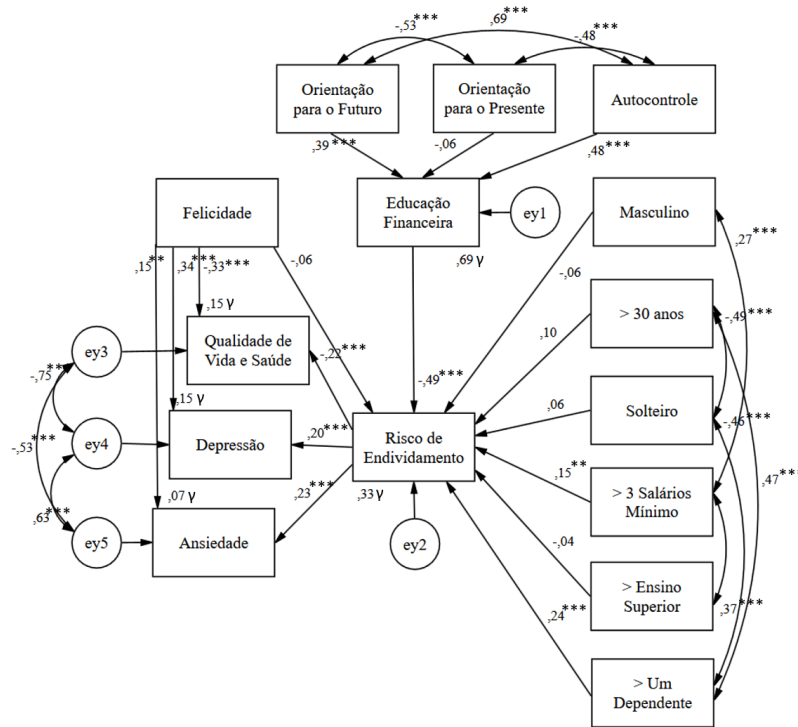 -,53***
,69***
-,48***
Orientação
para o Futuro
Orientação
para o Presente
Autocontrole
,39***
-,06
,48***
Felicidade
Educação
Financeira
ey1
Masculino
,15**
,34***
-,33***
-,06
,69 γ
-,06
,27***
,15 γ
> 30 anos
ey3
Qualidade de
Vida e Saúde
-,22***
-,49***
,10
-,49***
-,75**
,15 γ
,06
Solteiro
ey4
Depressão
,20***
Risco de
Endividamento
-,46***
-,53***
,07 γ
,23***
,33 γ
,15**
> 3 Salários
Mínimo
,47***
,63***
ey5
Ansiedade
ey2
-,04
> Ensino
Superior
,24***
,37***
> Um
Dependente